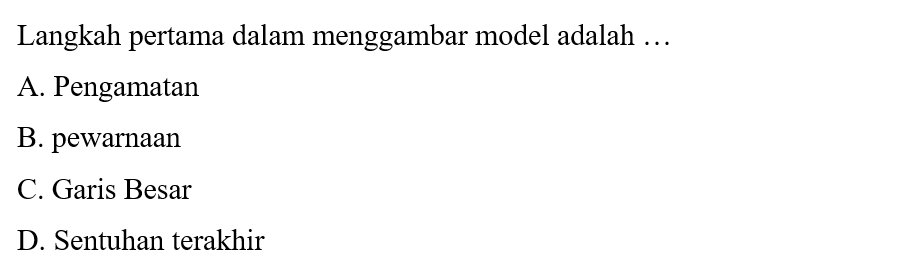 Langkah pertama dalam menggambar model adalah …
A. Pengamatan
B. pewarnaan
C. Garis Besar
D. Sentuhan terakhir